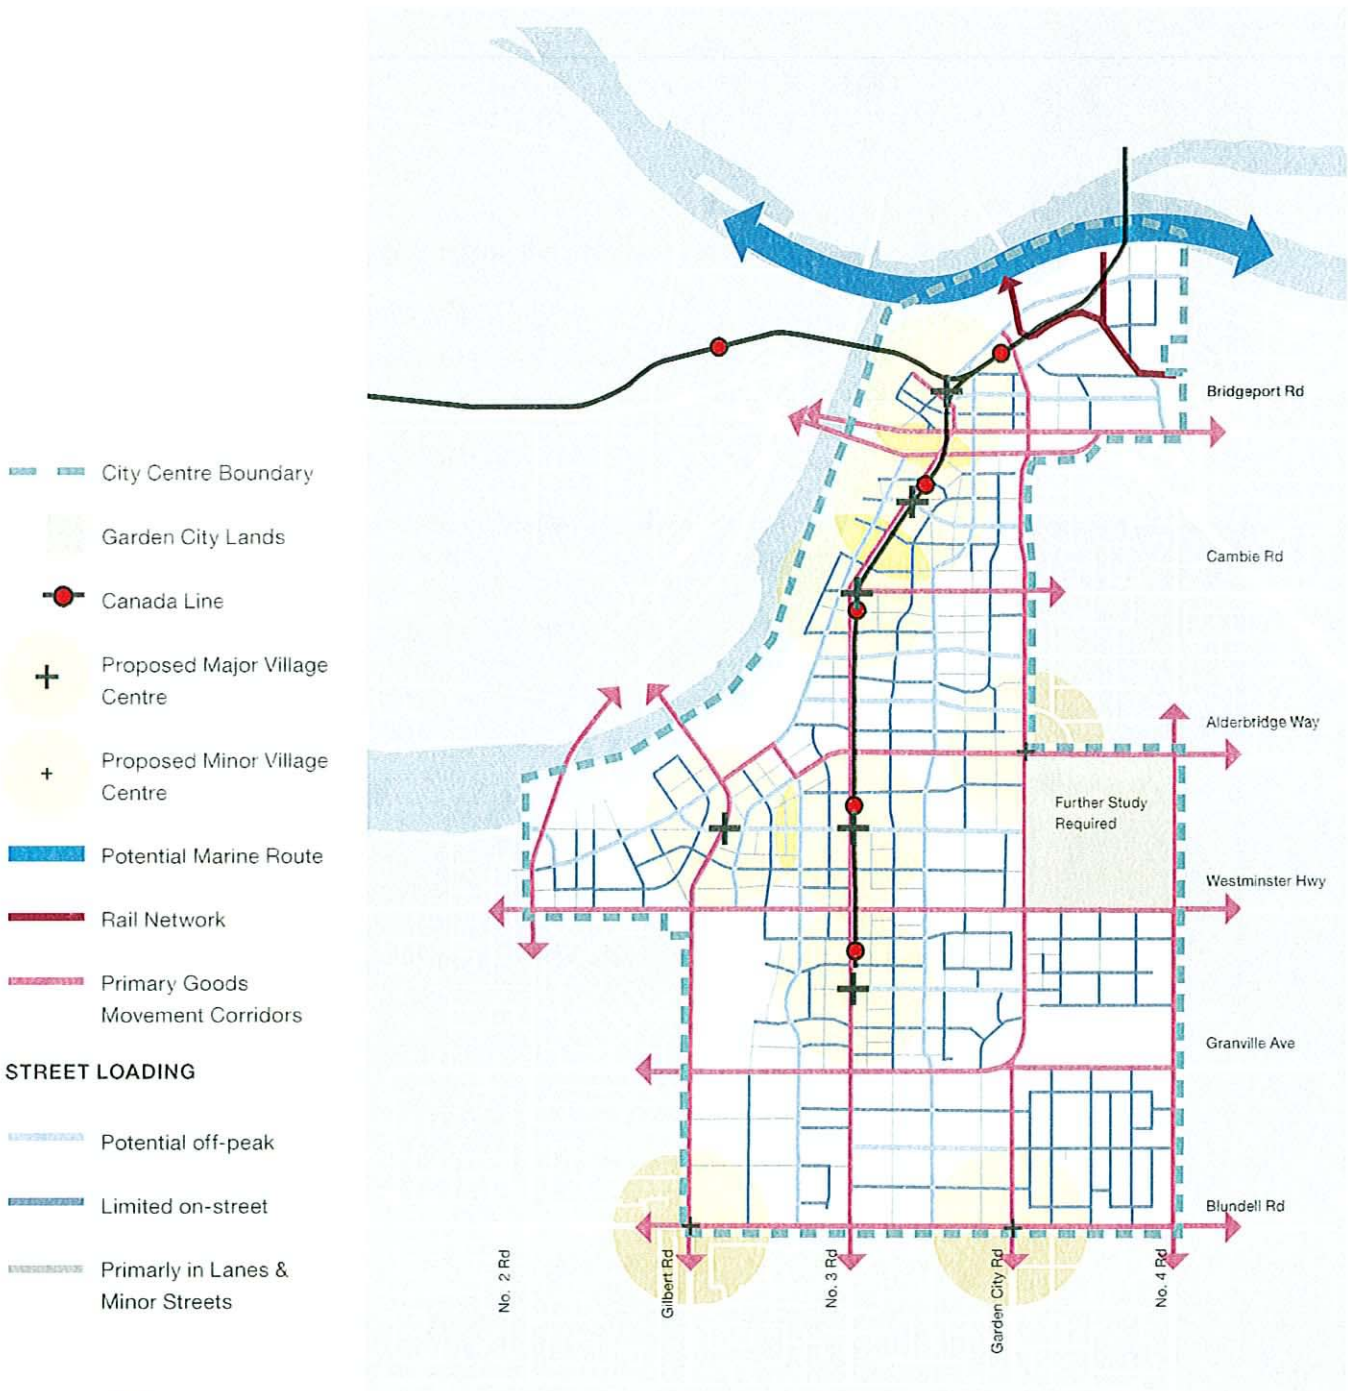 City Centre Boundary
Garden City Lands
Canada Line
Proposed Major Village
Centre
Proposed Minor Village
Centre
Potential Marine Route
Rail Network
Primary Goods
Movement Corridors
STREET LOADING
Potential off-peak
Limited on-street
Primarly in Lanes &
Minor Streets
Bridgeport Rd
Cambie Rd
Alderbridge Way
Further Study
Required
Westminster Hwy
Granville Ave
Blundell Rd
No. 2 Rd
Gilbert Rd
No. 3 Rd
Garden City Rd
No. 4 Rd